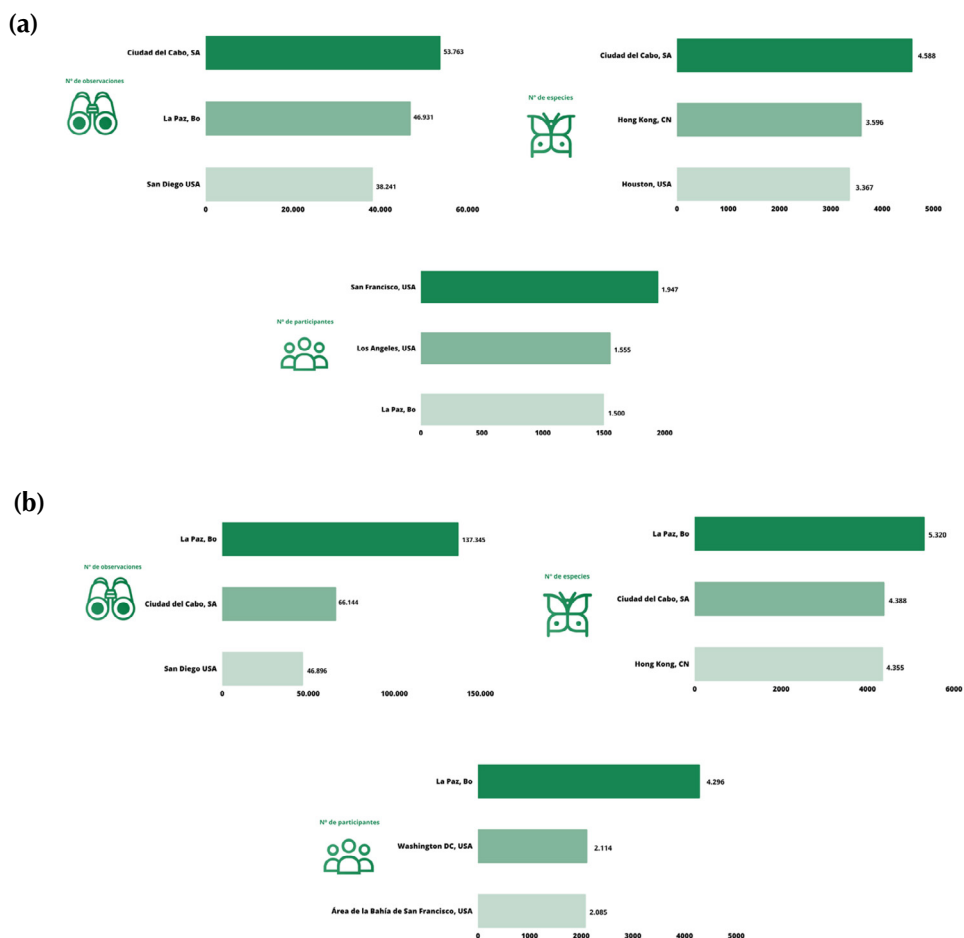 (a)
Nº de observaciones
Ciudad del Cabo, SA
53.763
La Paz, Bo
46.931
San Diego USA
38.241
0 20.000 40.000 60.000
Nº de especies
Ciudad del Cabo, SA
4.588
Hong Kong, CN
3.596
Houston, USA
3.367
0 1000 2000 3000 4000 5000
Nº de participantes
San Francisco, USA
1.947
Los Angeles, USA
1.555
La Paz, Bo
1.500
0 500 1000 1500 2000
(b)
Nº de observaciones
La Paz, Bo
137.345
Ciudad del Cabo, SA
66.144
San Diego USA
46.896
0 50.000 100.000 150.000
Nº de especies
La Paz, Bo
5.320
Ciudad del Cabo, SA
4.388
Hong Kong, CN
4.355
0 2000 4000 6000
Nº de participantes
La Paz, Bo
4.296
Washington DC, USA
2.114
Área de la Bahía de San Francisco, USA
2.085
0 1000 2000 3000 4000 5000